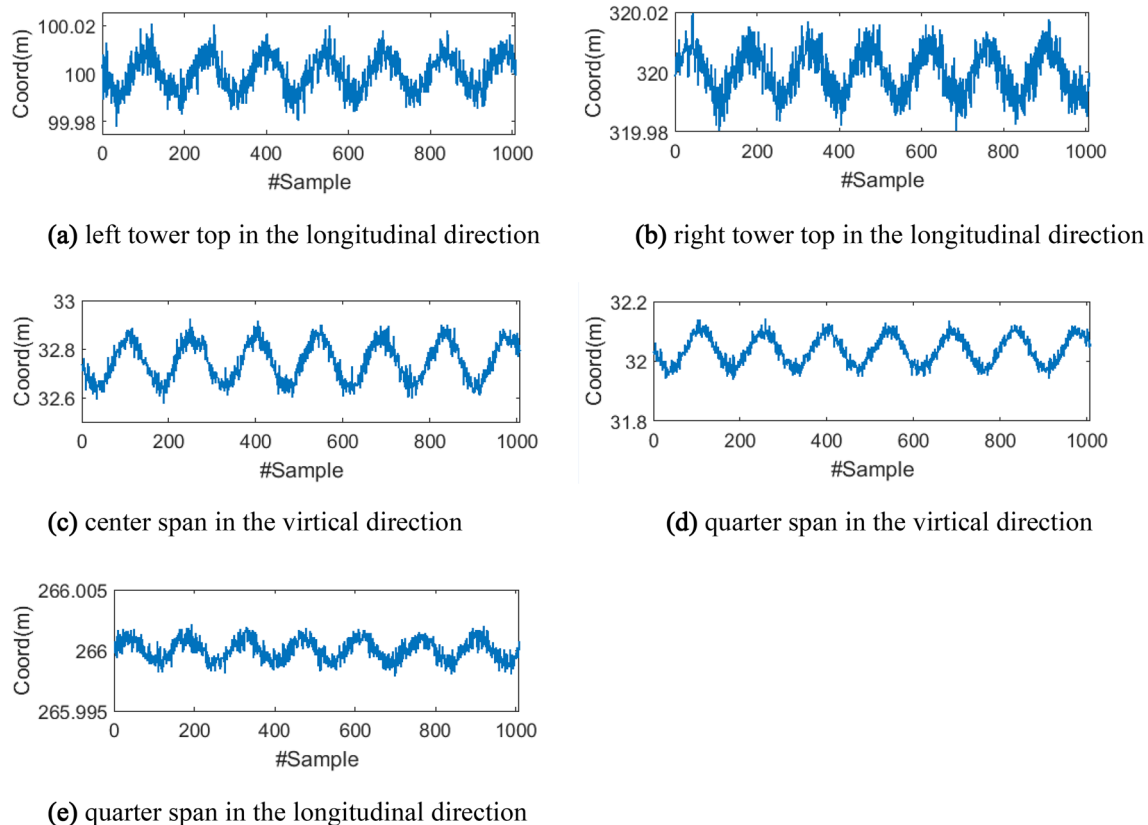 100.02
100
99.98
Coord(m)
0 200 400 600 800 1000
#Sample
(a) left tower top in the longitudinal direction
320.02
320
319.98
Coord(m)
0 200 400 600 800 1000
#Sample
(b) right tower top in the longitudinal direction
33
32.8
32.6
Coord(m)
0 200 400 600 800 1000
#Sample
(c) center span in the virtical direction
32.2
32
31.8
Coord(m)
0 200 400 600 800 1000
#Sample
(d) quarter span in the virtical direction
266.005
266
265.995
Coord(m)
0 200 400 600 800 1000
#Sample
(e) quarter span in the longitudinal direction